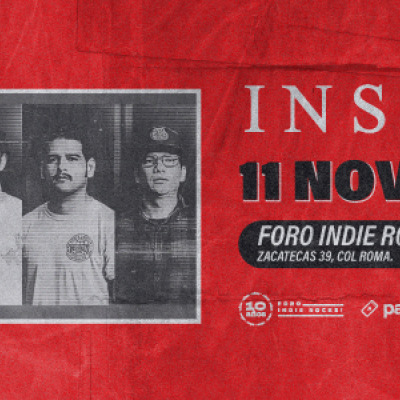 INS
11 NOV
FORO INDIE RO
ZACATECAS 39, COL ROMA.
10
años
FORO
INDIE ROCKS!
pa